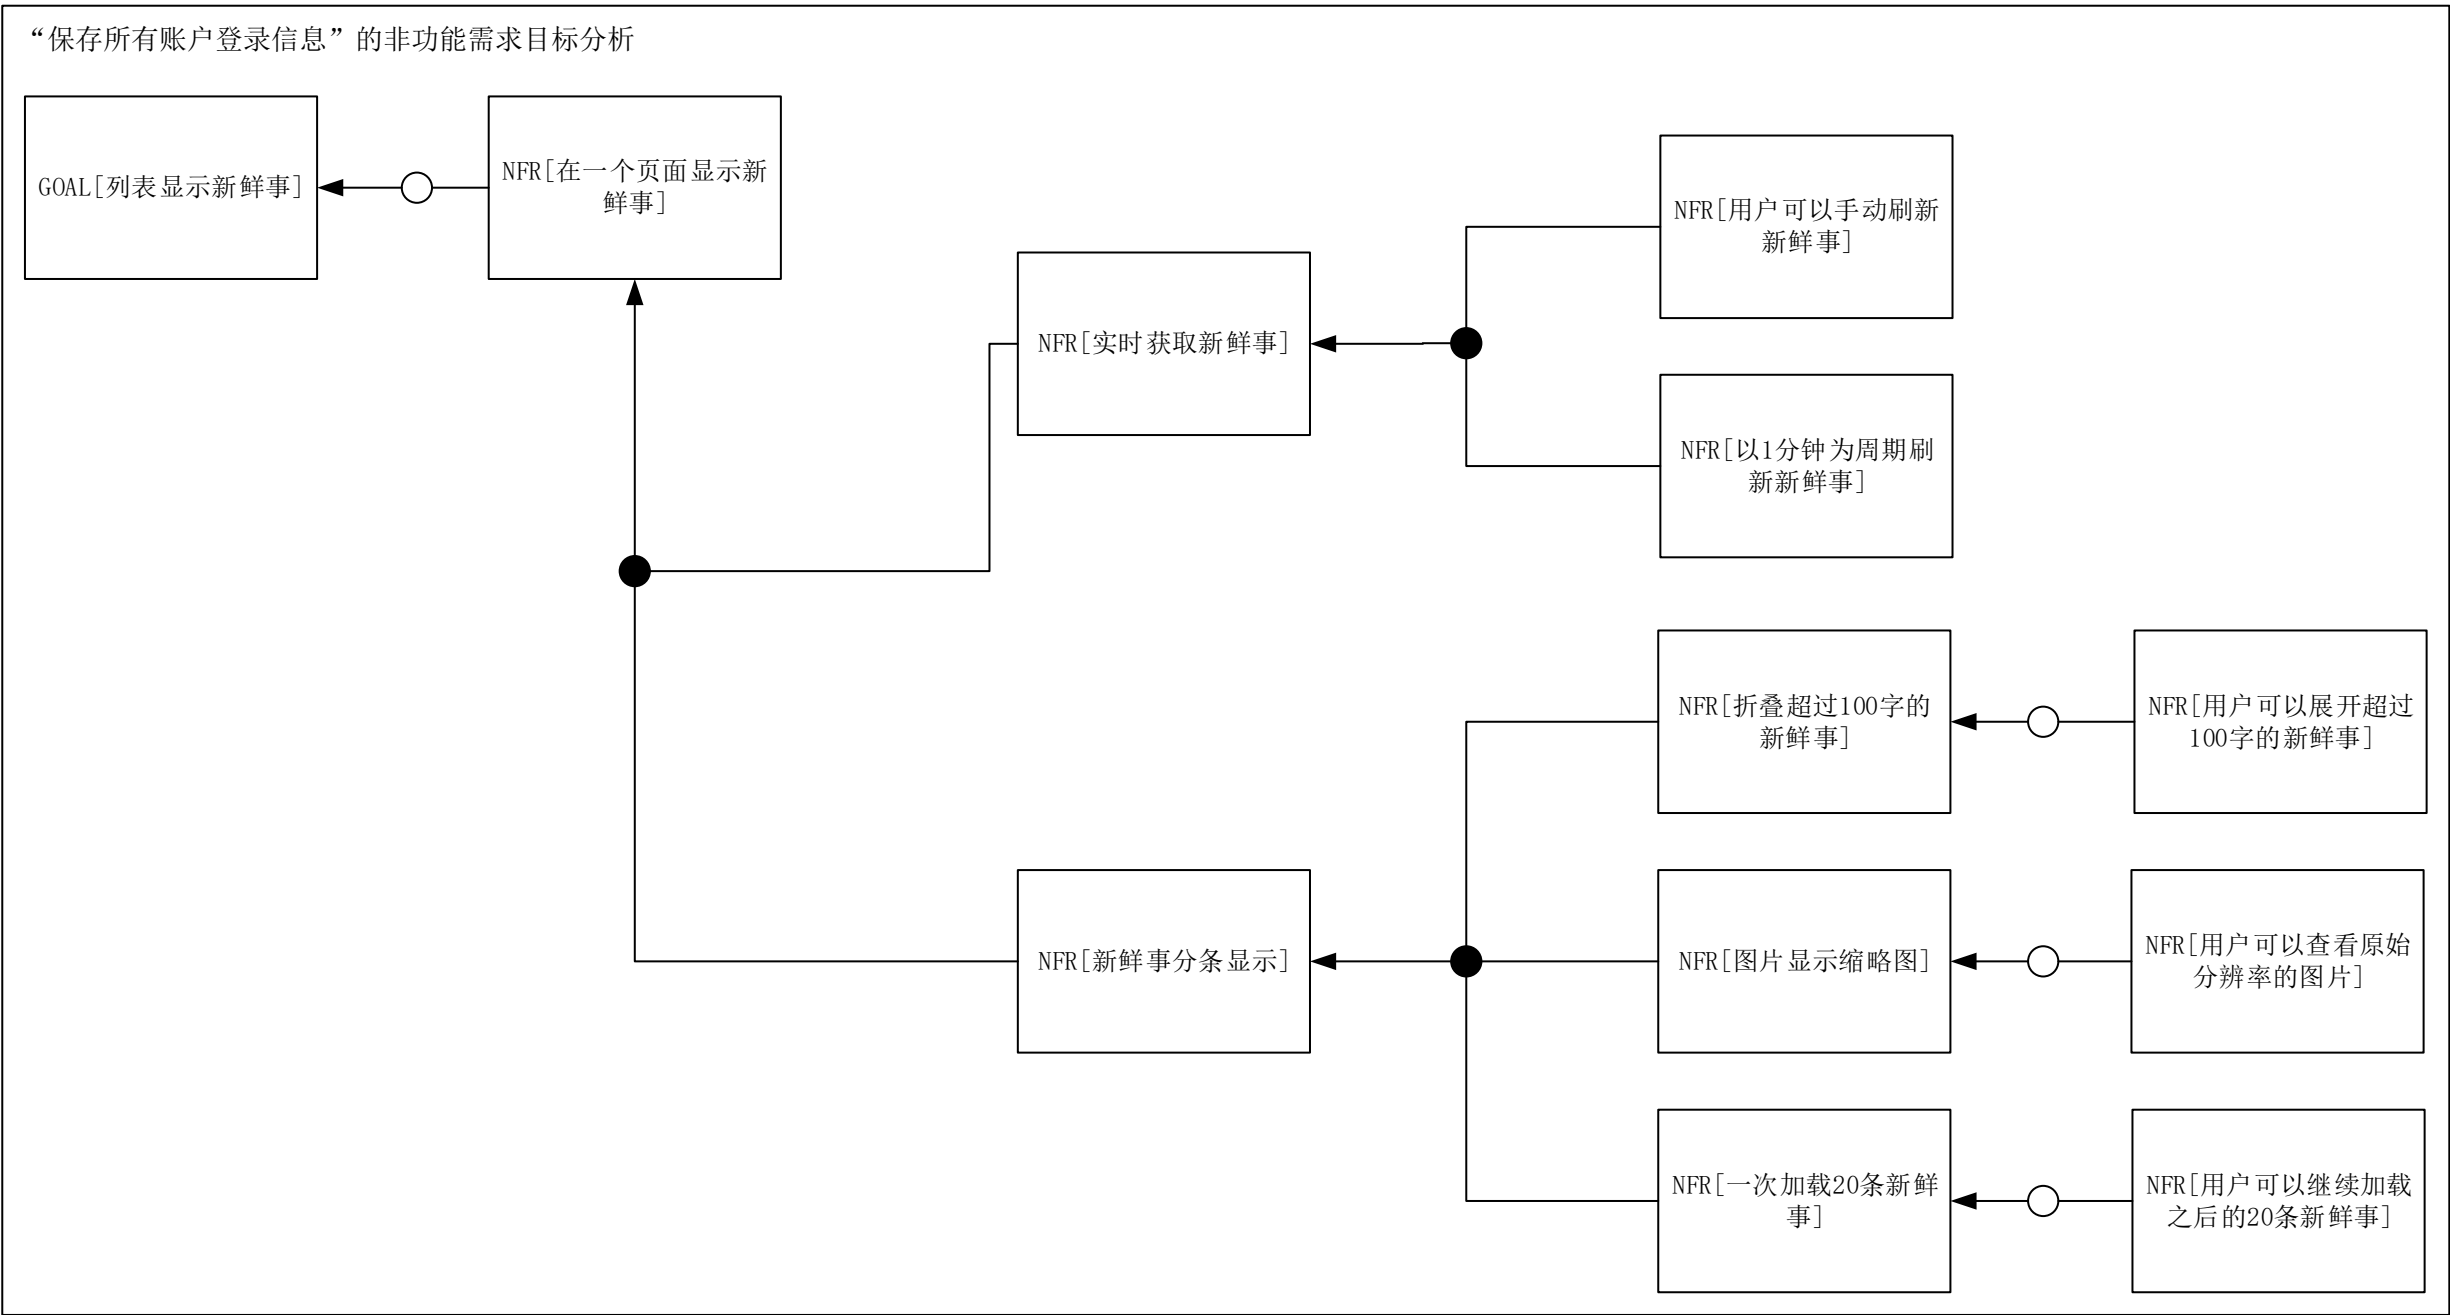 “保存所有账户登录信息”的非功能需求目标分析
GOAL[列表显示新鲜事]
NFR[在一个页面显示新
鲜事]
NFR[实时获取新鲜事]
NFR[用户可以手动刷新
新鲜事]
NFR[以1分钟为周期刷
新新鲜事]
NFR[新鲜事分条显示]
NFR[折叠超过100字的
新鲜事]
NFR[用户可以展开超过
100字的新鲜事]
NFR[图片显示缩略图]
NFR[用户可以查看原始
分辨率的图片]
NFR[一次加载20条新鲜
事]
NFR[用户可以继续加载
之后的20条新鲜事]